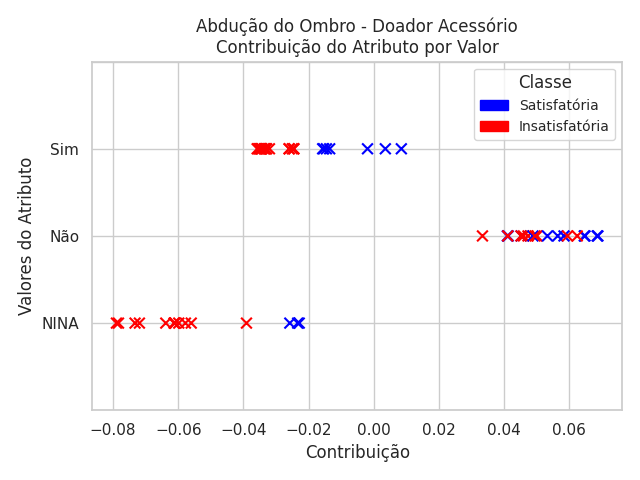 Abdução do Ombro - Doador Acessório
Contribuição do Atributo por Valor
Classe
Satisfatória
Insatisfatória
Valores do Atributo
Sim
Não
NINA
−0.08 −0.06 −0.04 −0.02 0.00 0.02 0.04 0.06
Contribuição